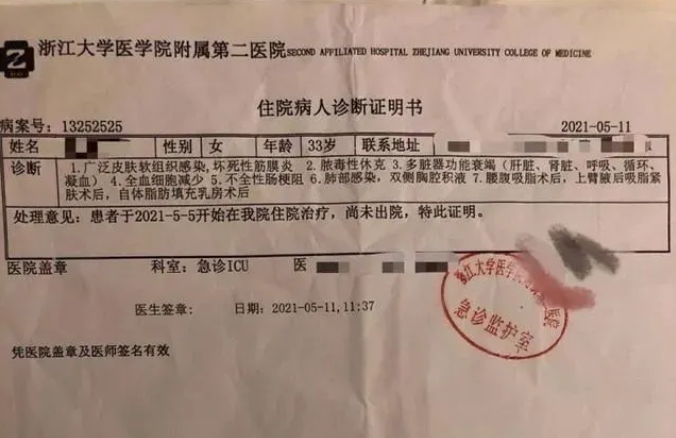 浙江大学医学院附属第二医院SECOND AFFILIATED HOSPITAL ZHEJIANG UNIVERSITY COLLEGE OF MEDICINE
住院病人诊断证明书
病案号：13252525 2021-05-11
姓名 性别 女 年龄 33岁 联系地址
诊断 1.广泛皮肤软组织感染,坏死性筋膜炎 2.脓毒性休克 3.多脏器功能衰竭（肝脏、肾脏、呼吸、循环、
凝血）4.全血细胞减少 5.不全性肠梗阻 6.肺部感染，双侧胸腔积液 7.腰腹吸脂术后，上臂腋后吸脂紧
肤术后，自体脂肪填充乳房术后
处理意见：患者于2021-5-5开始在我院住院治疗，尚未出院，特此证明。
医院盖章 科室：急诊ICU 医
浙江大学医学院 医院
急诊监护室
医生签章： 日期：2021-05-11,11:37
凭医院盖章及医师签名有效